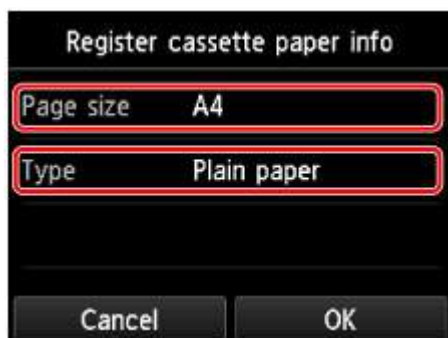 Register cassette paper info
Page size A4
Type Plain paper
Cancel OK